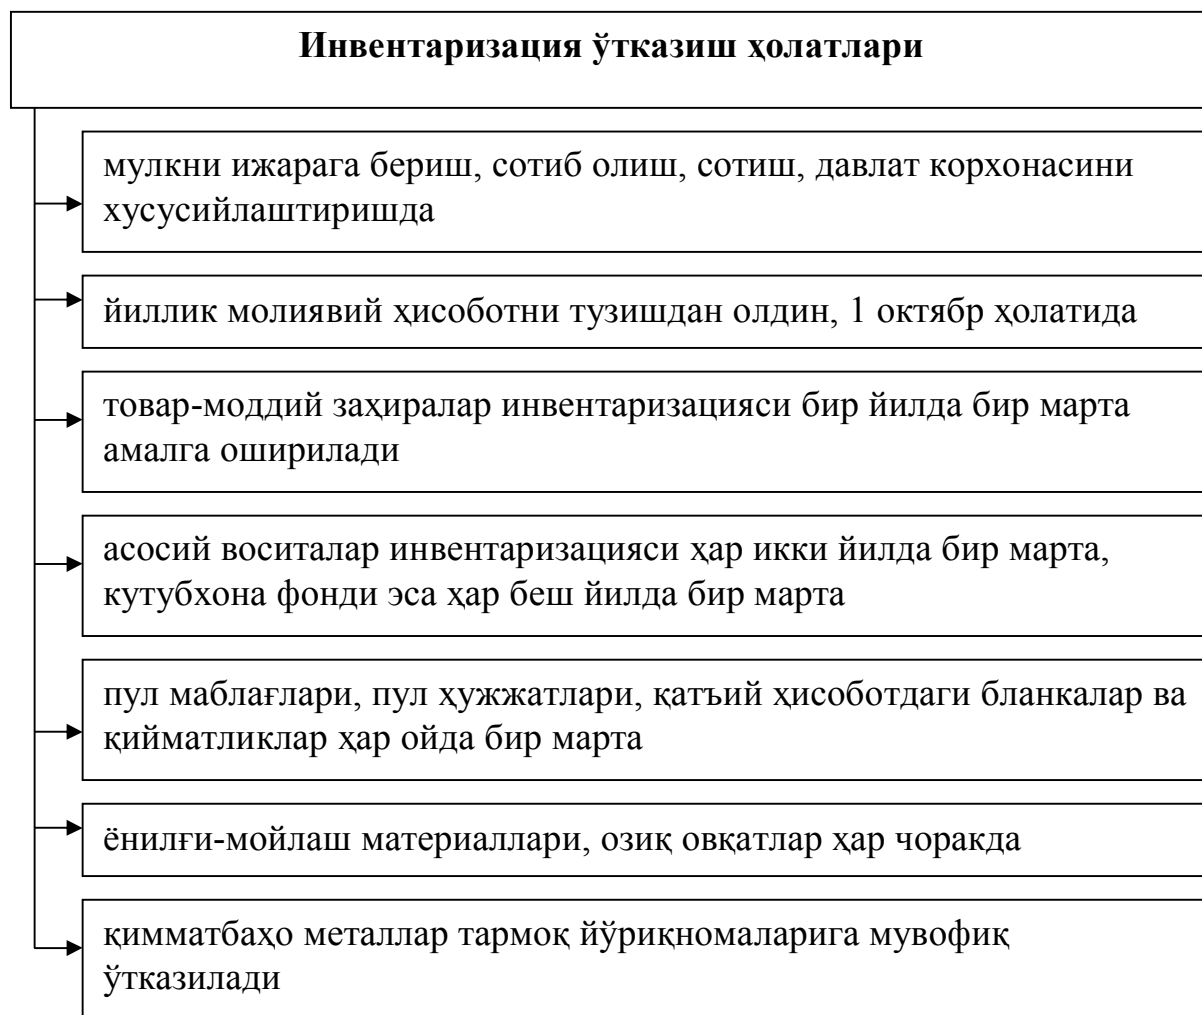 Инвентаризация ўтказиш ҳолатлари
мулкни ижарага бериш, сотиб олиш, сотиш, давлат корхонасини
хусусийлаштиришда
йиллик молиявий ҳисоботни тузишдан олдин, 1 октябр ҳолатида
товар-моддий заҳиралар инвентаризацияси бир йилда бир марта
амалга оширилади
асосий воситалар инвентаризацияси ҳар икки йилда бир марта,
кутубхона фонди эса ҳар беш йилда бир марта
пул маблағлари, пул ҳужжатлари, қатъий ҳисоботдаги бланкалар ва
қийматликлар ҳар ойда бир марта
ёнилғи-мойлаш материаллари, озиқ овқатлар ҳар чоракда
қимматбаҳо металлар тармоқ йўриқномаларига мувофиқ
ўтказилади